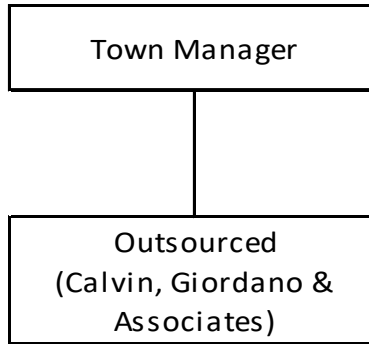 Town Manager
Outsourced
(Calvin, Giordano &
Associates)